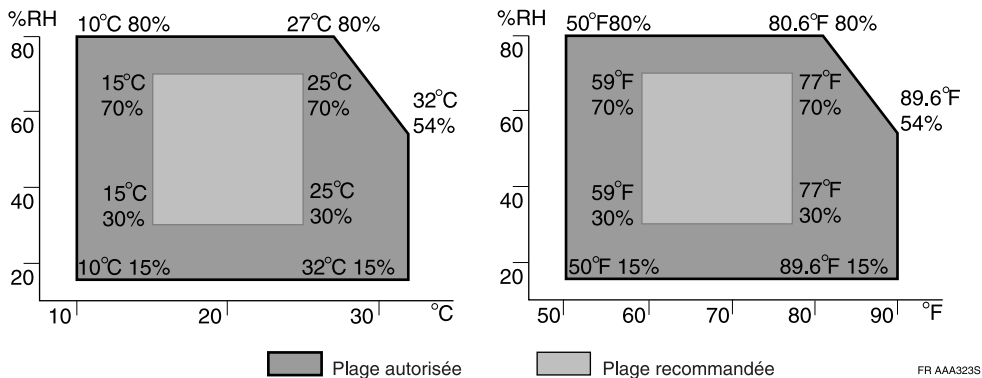 %RH
10°C 80%
27°C 80%
80
15°C
70%
25°C
70%
32°C
54%
60
15°C
30%
25°C
30%
40
10°C 15%
32°C 15%
20
10
20
30
°C
%RH
50°F80%
80.6°F 80%
80
59°F
70%
77°F
70%
89.6°F
54%
60
59°F
30%
77°F
30%
40
50°F 15%
89.6°F 15%
20
50
60
70
80
90
°F
Plage autorisée
Plage recommandée
FR AAA323S